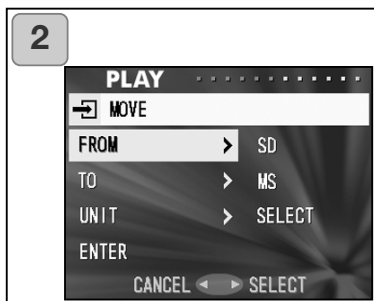 2
PLAY
MOVE
FROM > SD
TO > MS
UNIT > SELECT
ENTER
CANCEL ◄ ► SELECT